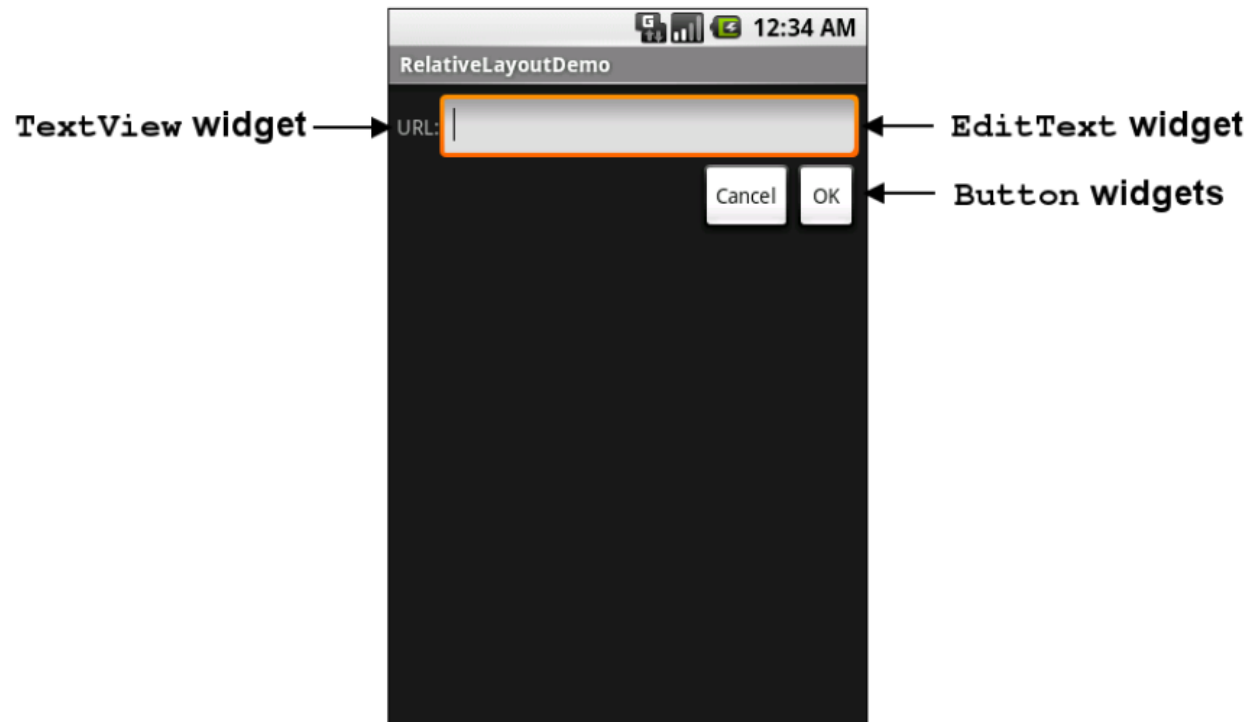 G 12:34 AM
RelativeLayoutDemo
TextView widget
URL:
EditText widget
Cancel
OK
Button widgets